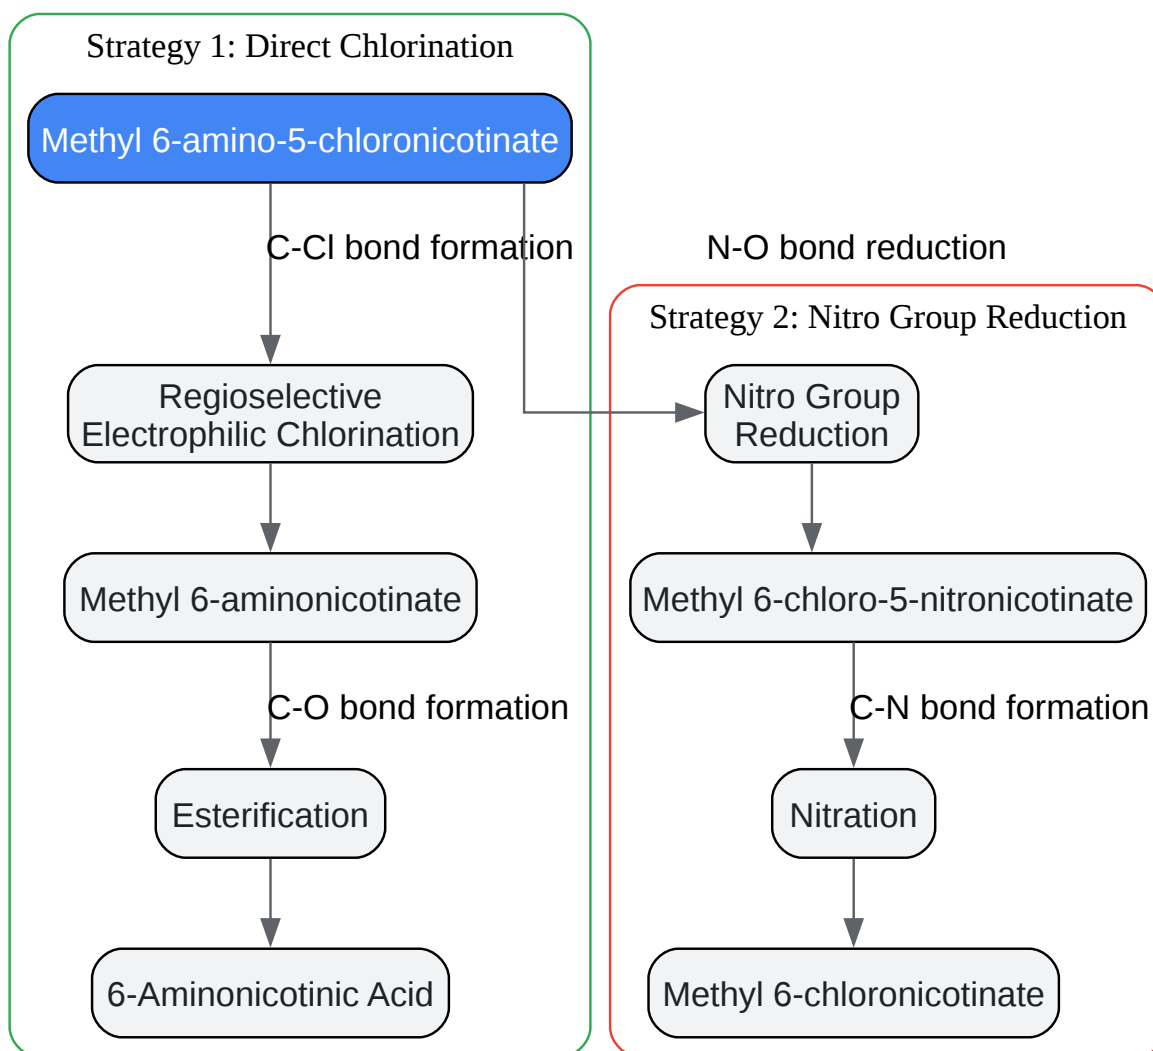 Strategy 1: Direct Chlorination
Methyl 6-amino-5-chloronicotinate
C-Cl bond formation
N-O bond reduction
Strategy 2: Nitro Group Reduction
Regioselective
Electrophilic Chlorination
Nitro Group
Reduction
Methyl 6-aminonicotinate
Methyl 6-chloro-5-nitronicotinate
C-O bond formation
C-N bond formation
Esterification
Nitration
6-Aminonicotinic Acid
Methyl 6-chloronicotinate